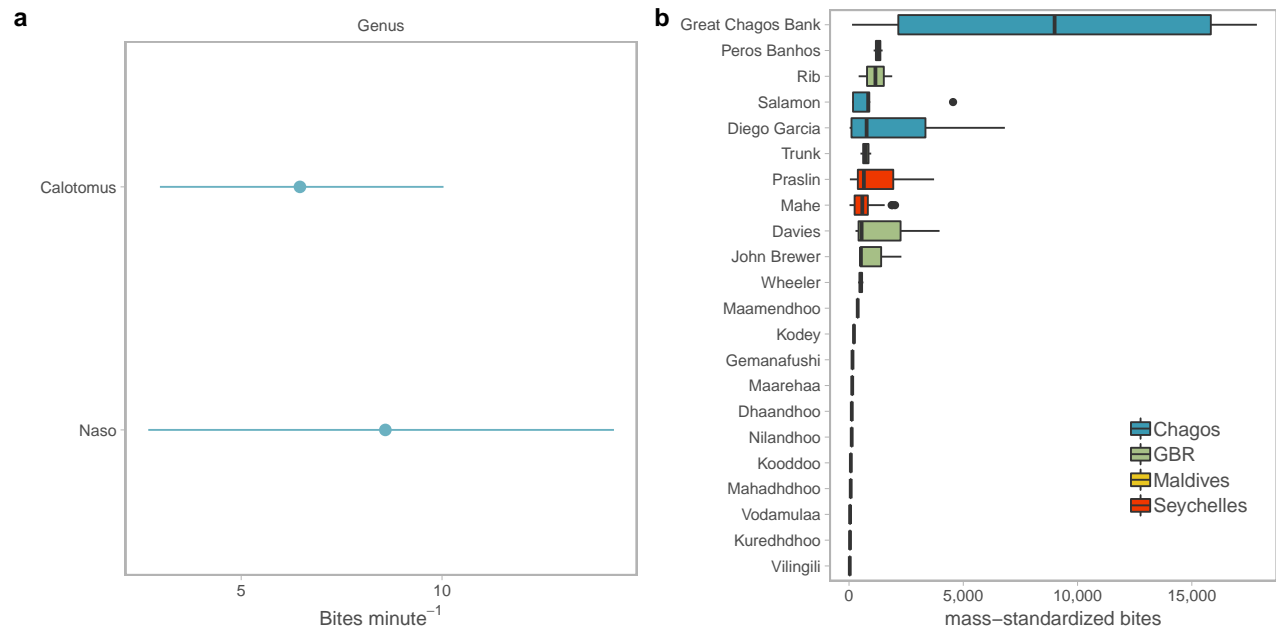 a
Genus
Calotomus
Naso
5
10
Bites minute⁻¹
b
Great Chagos Bank
Peros Banhos
Rib
Salamon
Diego Garcia
Trunk
Praslin
Mahe
Davies
John Brewer
Wheeler
Maamendhoo
Kodey
Gemanafushi
Maarehaa
Dhaandhoo
Nilandhoo
Kooddoo
Mahadhdhoo
Vodamulaa
Kuredhdhoo
Vilingili
Chagos
GBR
Maldives
Seychelles
0
5,000
10,000
15,000
mass−standardized bites